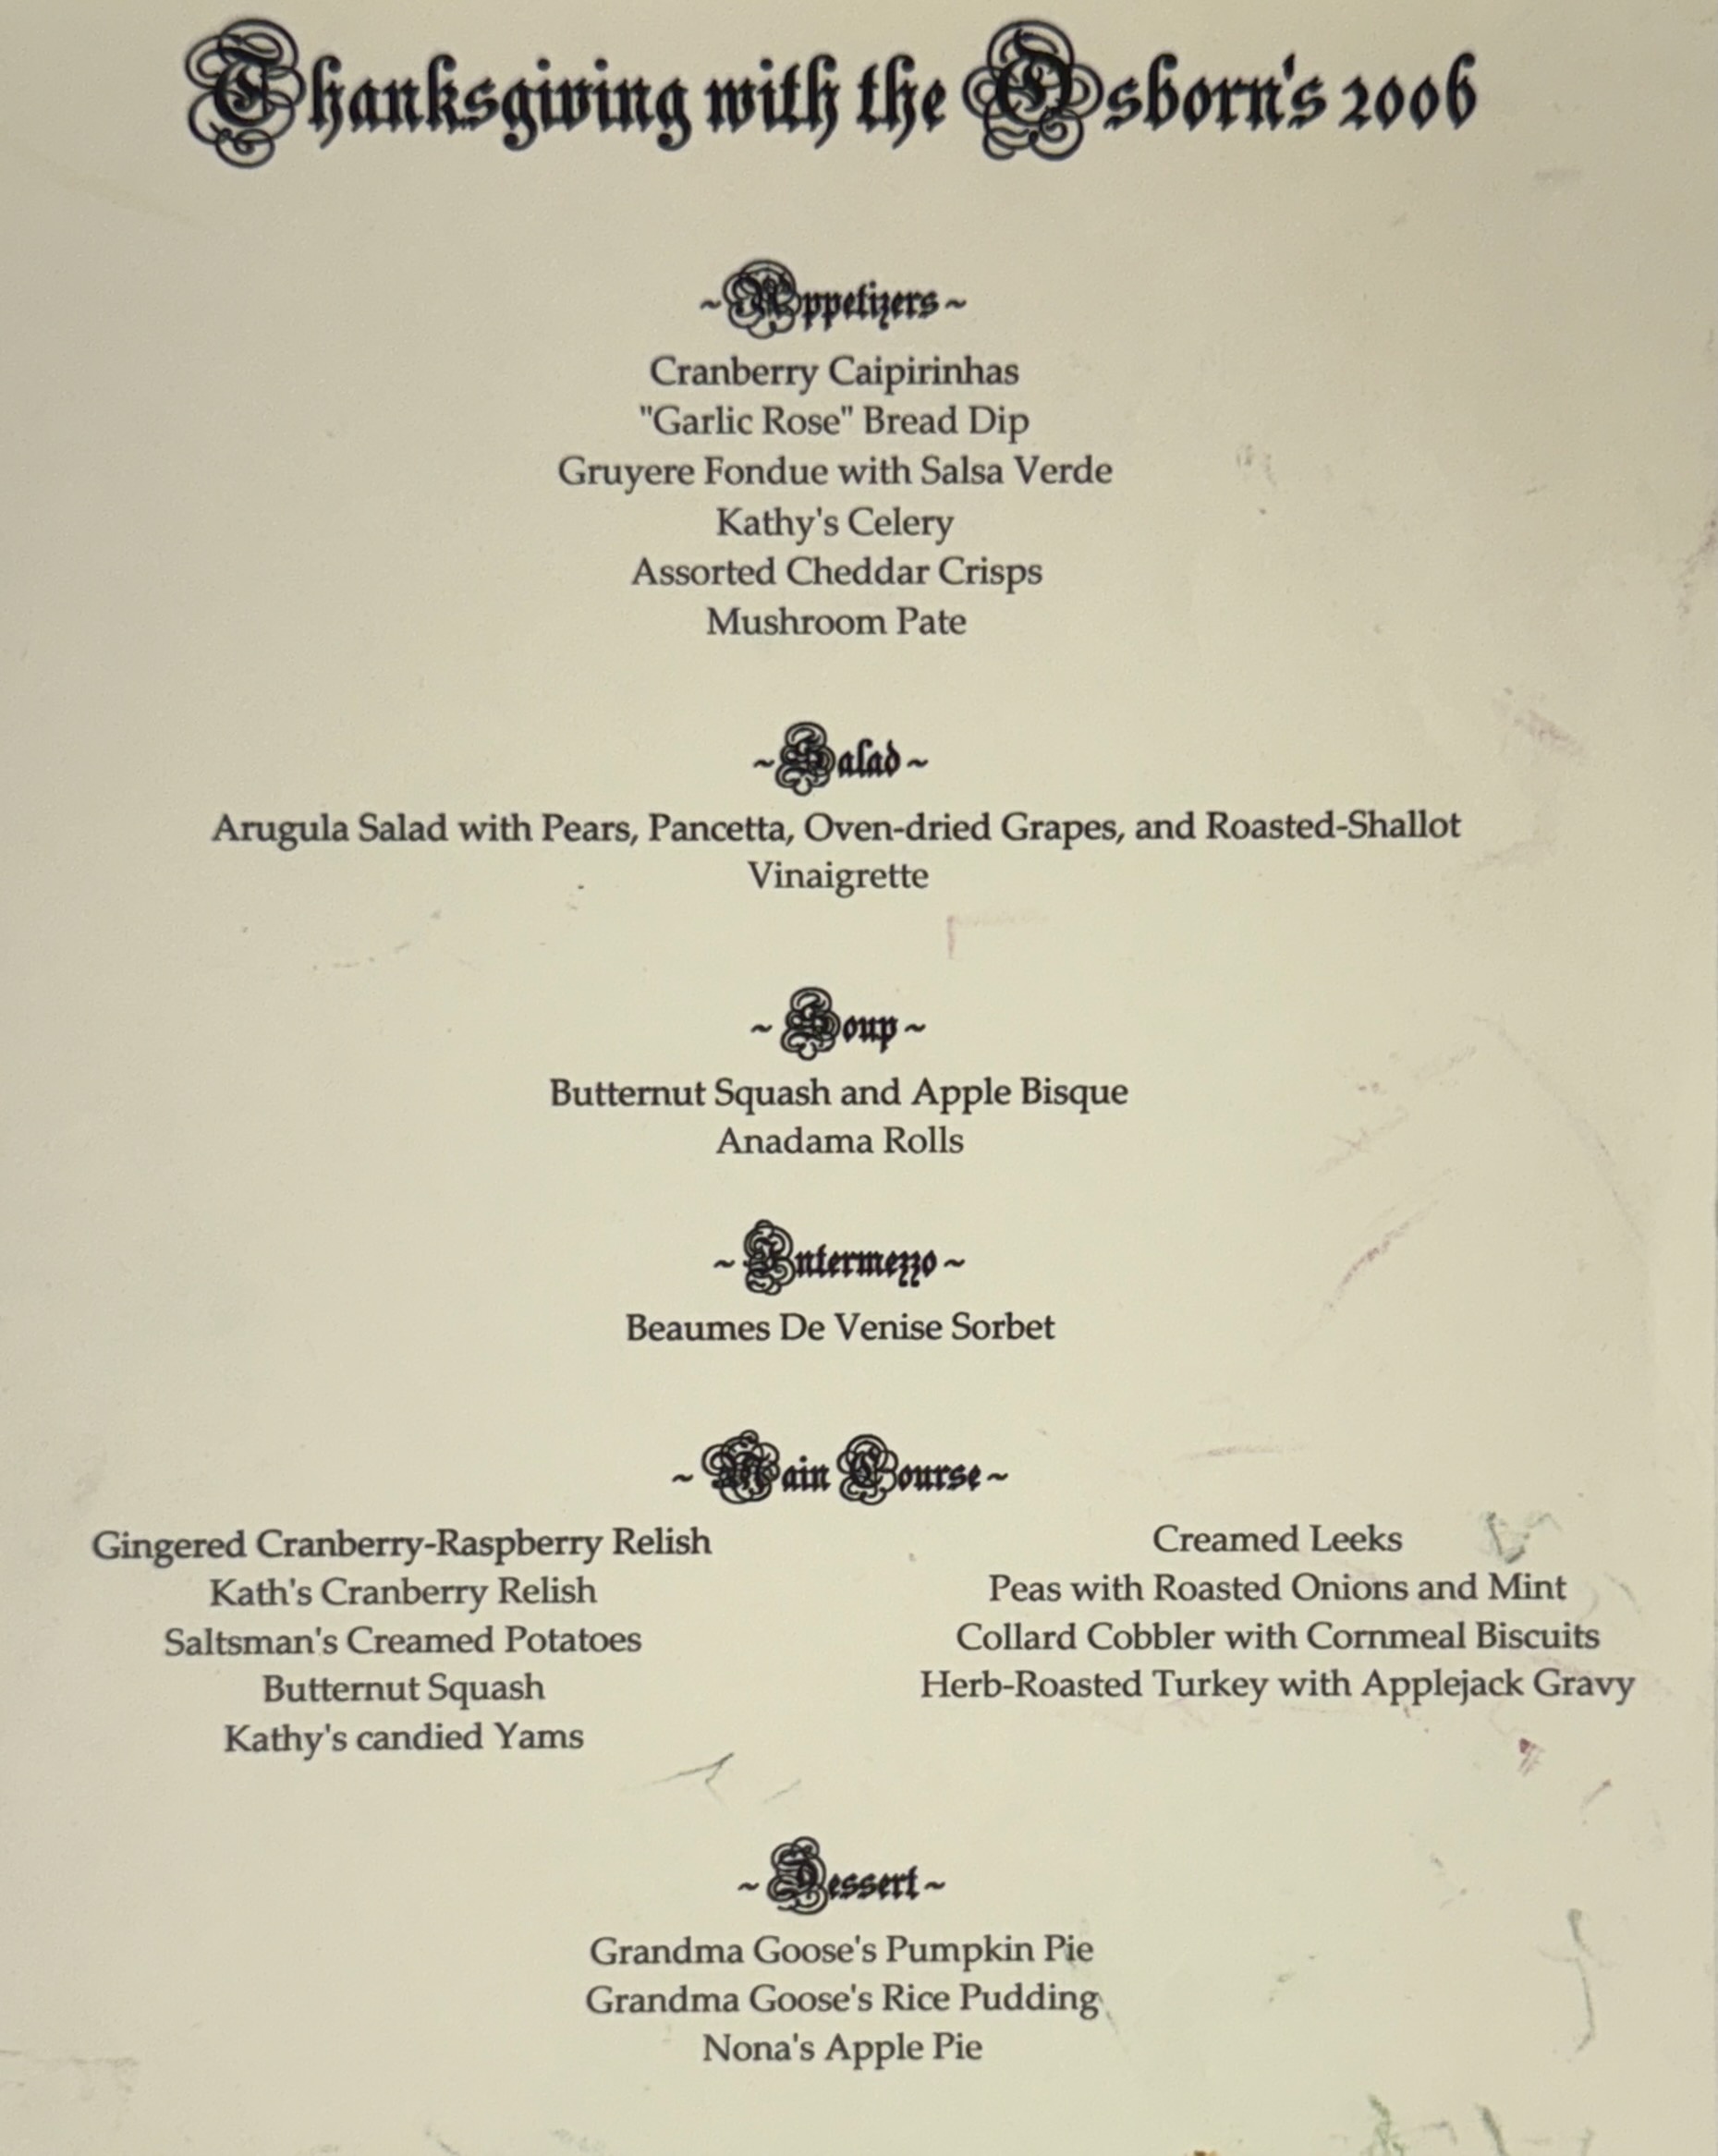 Thanksgiving with the Osborn's 2006
~Appetizers~
Cranberry Caipirinhas
"Garlic Rose" Bread Dip
Gruyere Fondue with Salsa Verde
Kathy's Celery
Assorted Cheddar Crisps
Mushroom Pate
~Salad~
Arugula Salad with Pears, Pancetta, Oven-dried Grapes, and Roasted-Shallot
Vinaigrette
~ Soup ~
Butternut Squash and Apple Bisque
Anadama Rolls
~ Intermezzo ~
Beaumes De Venise Sorbet
~ Main Course ~
Gingered Cranberry-Raspberry Relish
Kath's Cranberry Relish
Saltsman's Creamed Potatoes
Butternut Squash
Kathy's candied Yams
Creamed Leeks
Peas with Roasted Onions and Mint
Collard Cobbler with Cornmeal Biscuits
Herb-Roasted Turkey with Applejack Gravy
~ Dessert ~
Grandma Goose's Pumpkin Pie
Grandma Goose's Rice Pudding
Nona's Apple Pie